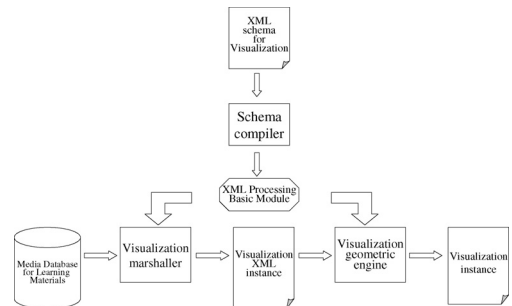 XML
schema
for
Visualization
Schema
compiler
XML Processing
Basic Module
Media Database
for Learning
Materials
Visualization
marshaller
Visualization
XML
instance
Visualization
geometric
engine
Visualization
instance